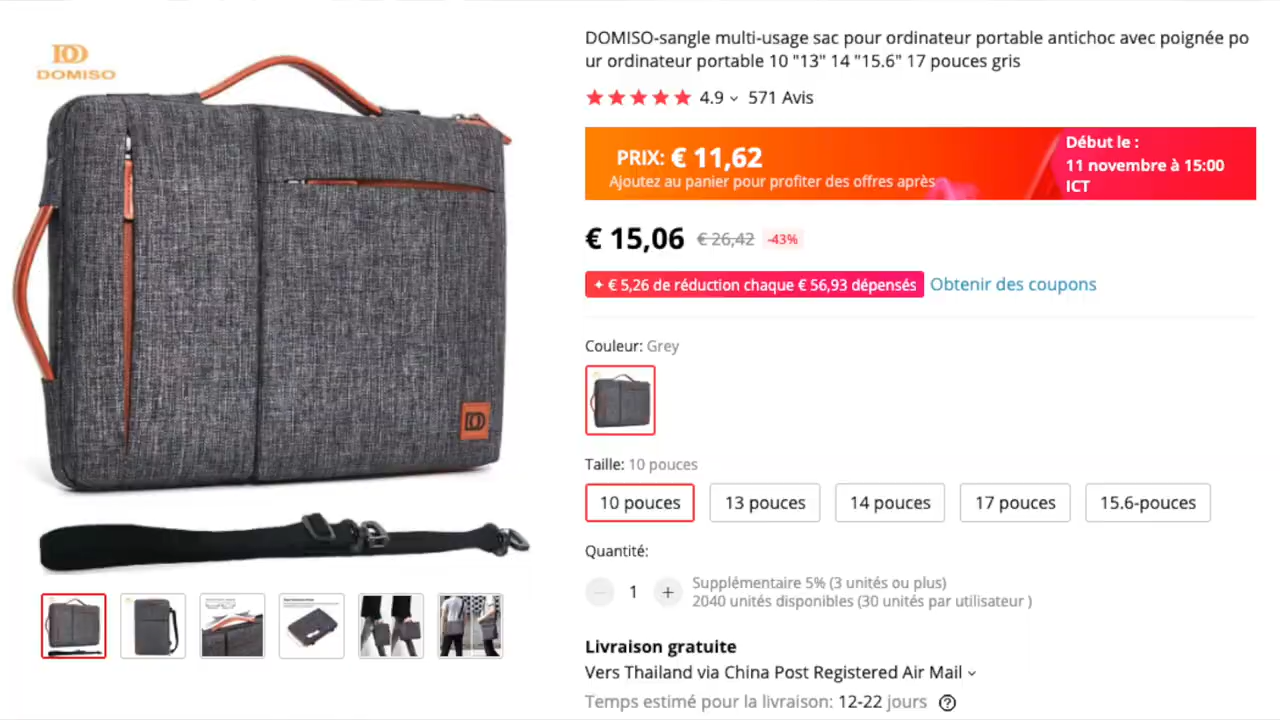 DOMISO
DOMISO-sangle multi-usage sac pour ordinateur portable antichoc avec poignée po
ur ordinateur portable 10 "13" 14 "15.6" 17 pouces gris
4.9 571 Avis
PRIX: € 11,62
Ajoutez au panier pour profiter des offres après
Début le :
11 novembre à 15:00
ICT
€ 15,06 € 26,42 -43%
+ € 5,26 de réduction chaque € 56,93 dépensés Obtenir des coupons
Couleur: Grey
Taille: 10 pouces
10 pouces 13 pouces 14 pouces 17 pouces 15.6-pouces
Quantité:
− 1 +
Supplémentaire 5% (3 unités ou plus)
2040 unités disponibles (30 unités par utilisateur )
Livraison gratuite
Vers Thailand via China Post Registered Air Mail
Temps estimé pour la livraison: 12-22 jours ?